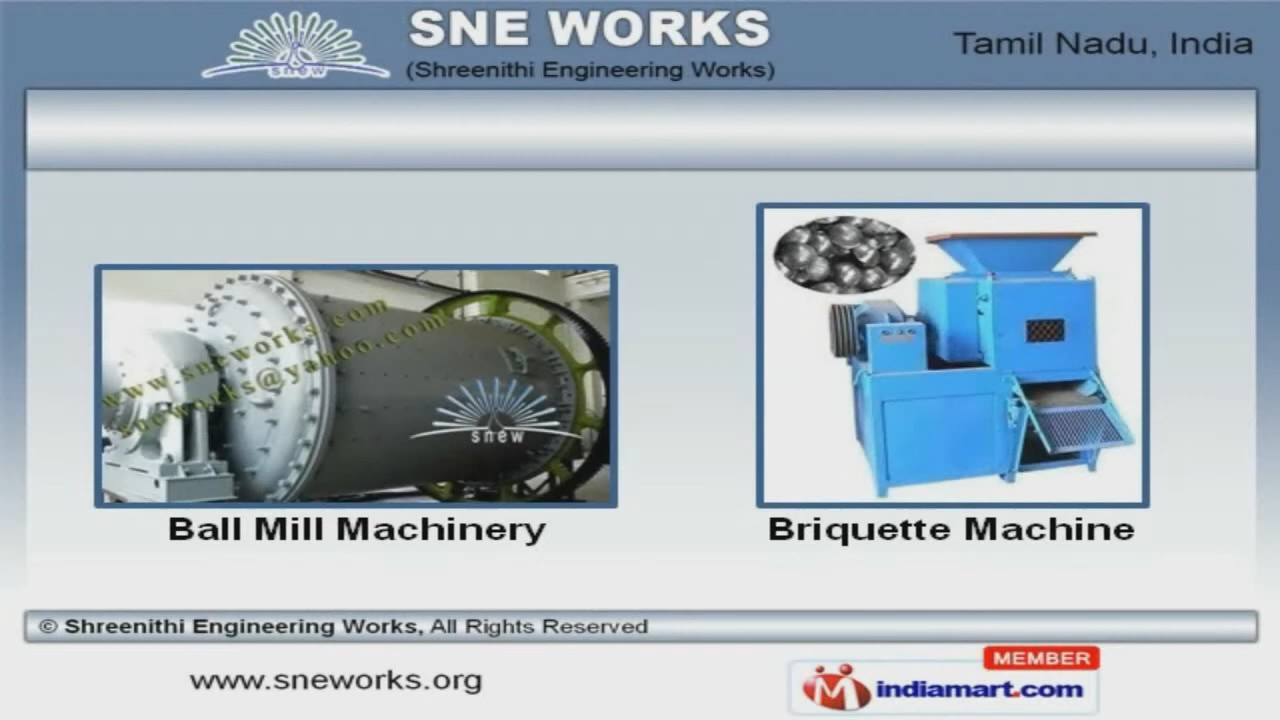 SNE WORKS
(Shreenithi Engineering Works)
Tamil Nadu, India
snew
www.sneworks.com
sneworks@yahoo.com
snew
Ball Mill Machinery
Briquette Machine
© Shreenithi Engineering Works, All Rights Reserved
www.sneworks.org
MEMBER
indiamart.com